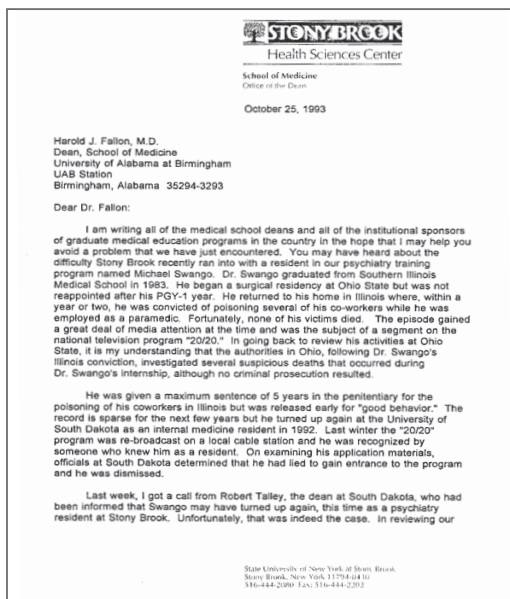 STONY BROOK
Health Sciences Center
School of Medicine
Office of the Dean
October 25, 1993
Harold J. Fallon, M.D.
Dean, School of Medicine
University of Alabama at Birmingham
UAB Station
Birmingham, Alabama 35294-3293
Dear Dr. Fallon:
I am writing all of the medical school deans and all of the institutional sponsors
of graduate medical education programs in the country in the hope that I may help you
avoid a problem that we have just encountered. You may have heard about the
difficulty Stony Brook recently ran into with a resident in our psychiatry training
program named Michael Swango. Dr. Swango graduated from Southern Illinois
Medical School in 1983. He began a surgical residency at Ohio State but was not
reappointed after his PGY-1 year. He returned to his home in Illinois where, within a
year or two, he was convicted of poisoning several of his co-workers while he was
employed as a paramedic. Fortunately, none of his victims died. The episode gained
a great deal of media attention at the time and was the subject of a segment on the
national television program "20/20." In going back to review his activities at Ohio
State, it is my understanding that the authorities in Ohio, following Dr. Swango's
Illinois conviction, investigated several suspicious deaths that occurred during
Dr. Swango's internship, although no criminal prosecution resulted.
He was given a maximum sentence of 5 years in the penitentiary for the
poisoning of his coworkers in Illinois but was released early for "good behavior." The
record is sparse for the next few years but he turned up again at the University of
South Dakota as an internal medicine resident in 1992. Last winter the "20/20"
program was re-broadcast on a local cable station and he was recognized by
someone who knew him as a resident. On examining his application materials,
officials at South Dakota determined that he had lied to gain entrance to the program
and he was dismissed.
Last week, I got a call from Robert Talley, the dean at South Dakota, who had
been informed that Swango may have turned up again, this time as a psychiatry
resident at Stony Brook. Unfortunately, that was indeed the case. In reviewing our
State University of New York at Stony Brook
Stony Brook, New York 11794-8430
516-444-2080 Fax: 516-444-2202